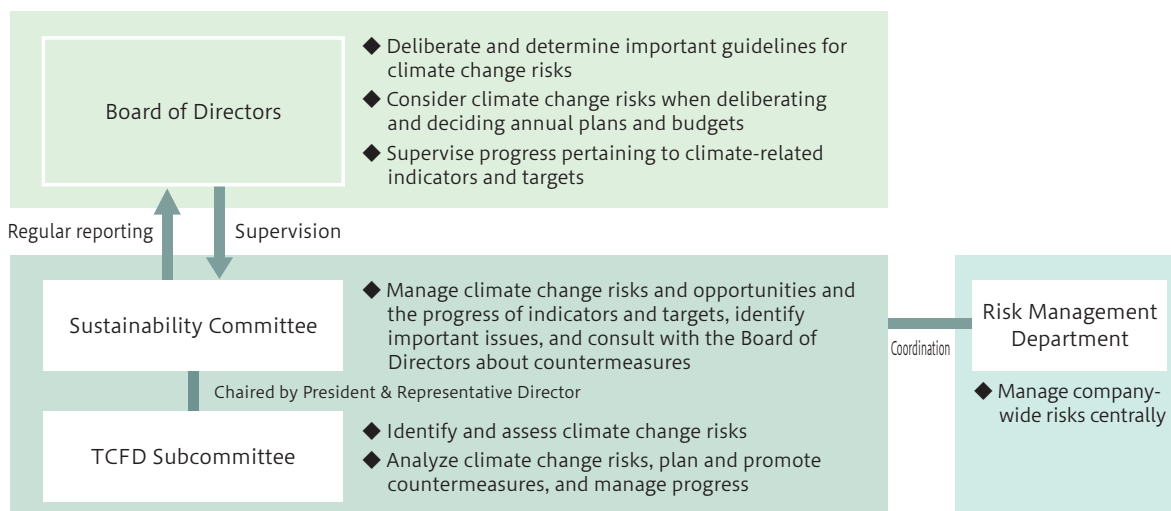 Board of Directors
◆ Deliberate and determine important guidelines for
climate change risks
◆ Consider climate change risks when deliberating
and deciding annual plans and budgets
◆ Supervise progress pertaining to climate-related
indicators and targets
Regular reporting
Supervision
Sustainability Committee
◆ Manage climate change risks and opportunities and
the progress of indicators and targets, identify
important issues, and consult with the Board of
Directors about countermeasures
Chaired by President & Representative Director
TCFD Subcommittee
◆ Identify and assess climate change risks
◆ Analyze climate change risks, plan and promote
countermeasures, and manage progress
Coordination
Risk Management
Department
◆ Manage company-
wide risks centrally